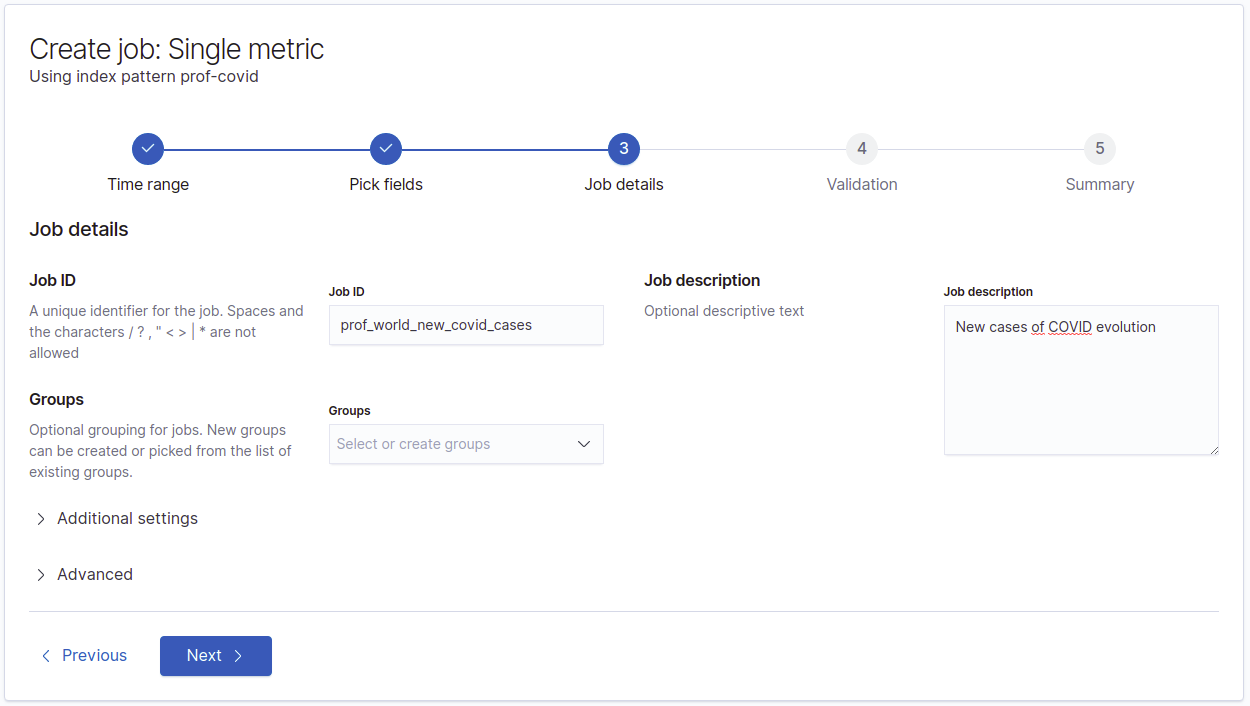 Create job: Single metric
Using index pattern prof-covid
3
4
5
Time range
Pick fields
Job details
Validation
Summary
Job details
Job ID
A unique identifier for the job. Spaces and
the characters / ? , " < > | * are not
allowed
Job ID
prof_world_new_covid_cases
Groups
Optional grouping for jobs. New groups
can be created or picked from the list of
existing groups.
Groups
Select or create groups
Job description
Optional descriptive text
Job description
New cases of COVID evolution
Additional settings
Advanced
Previous
Next